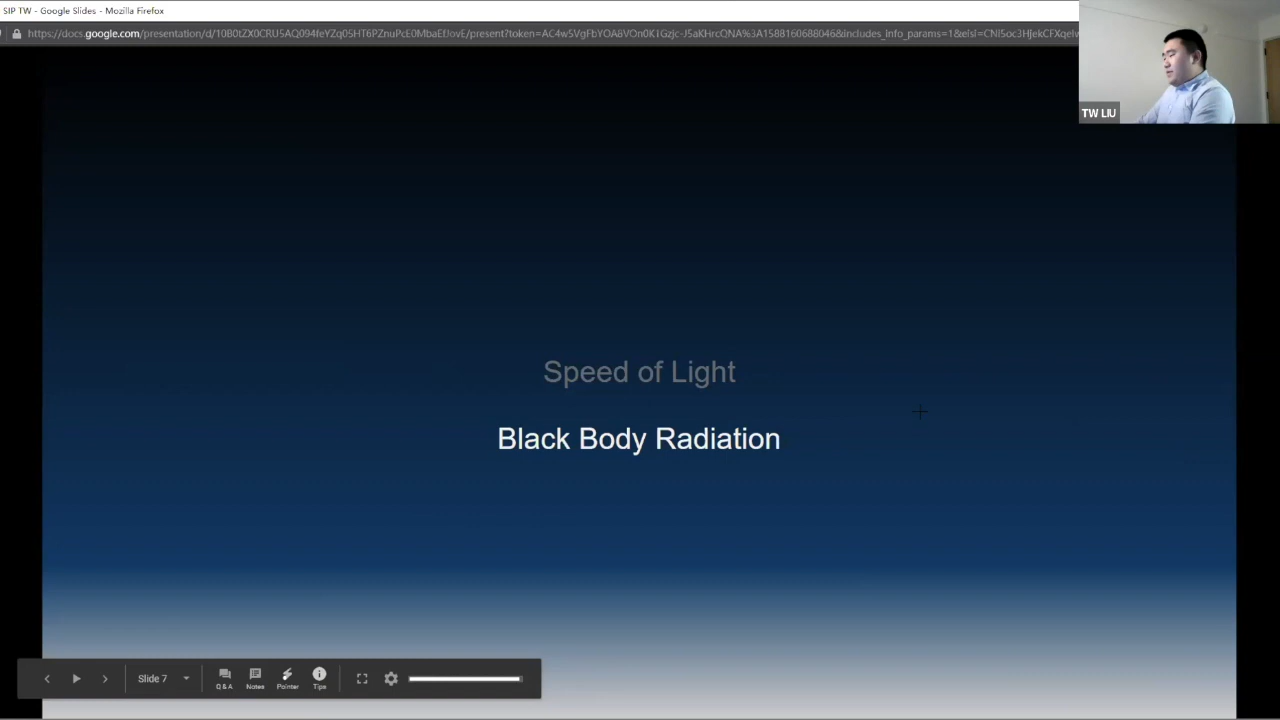 SIP TW - Google Slides - Mozilla Firefox
TW LIU
Speed of Light
Black Body Radiation
Slide 7
Q & A
Notes
Pointer
Tips